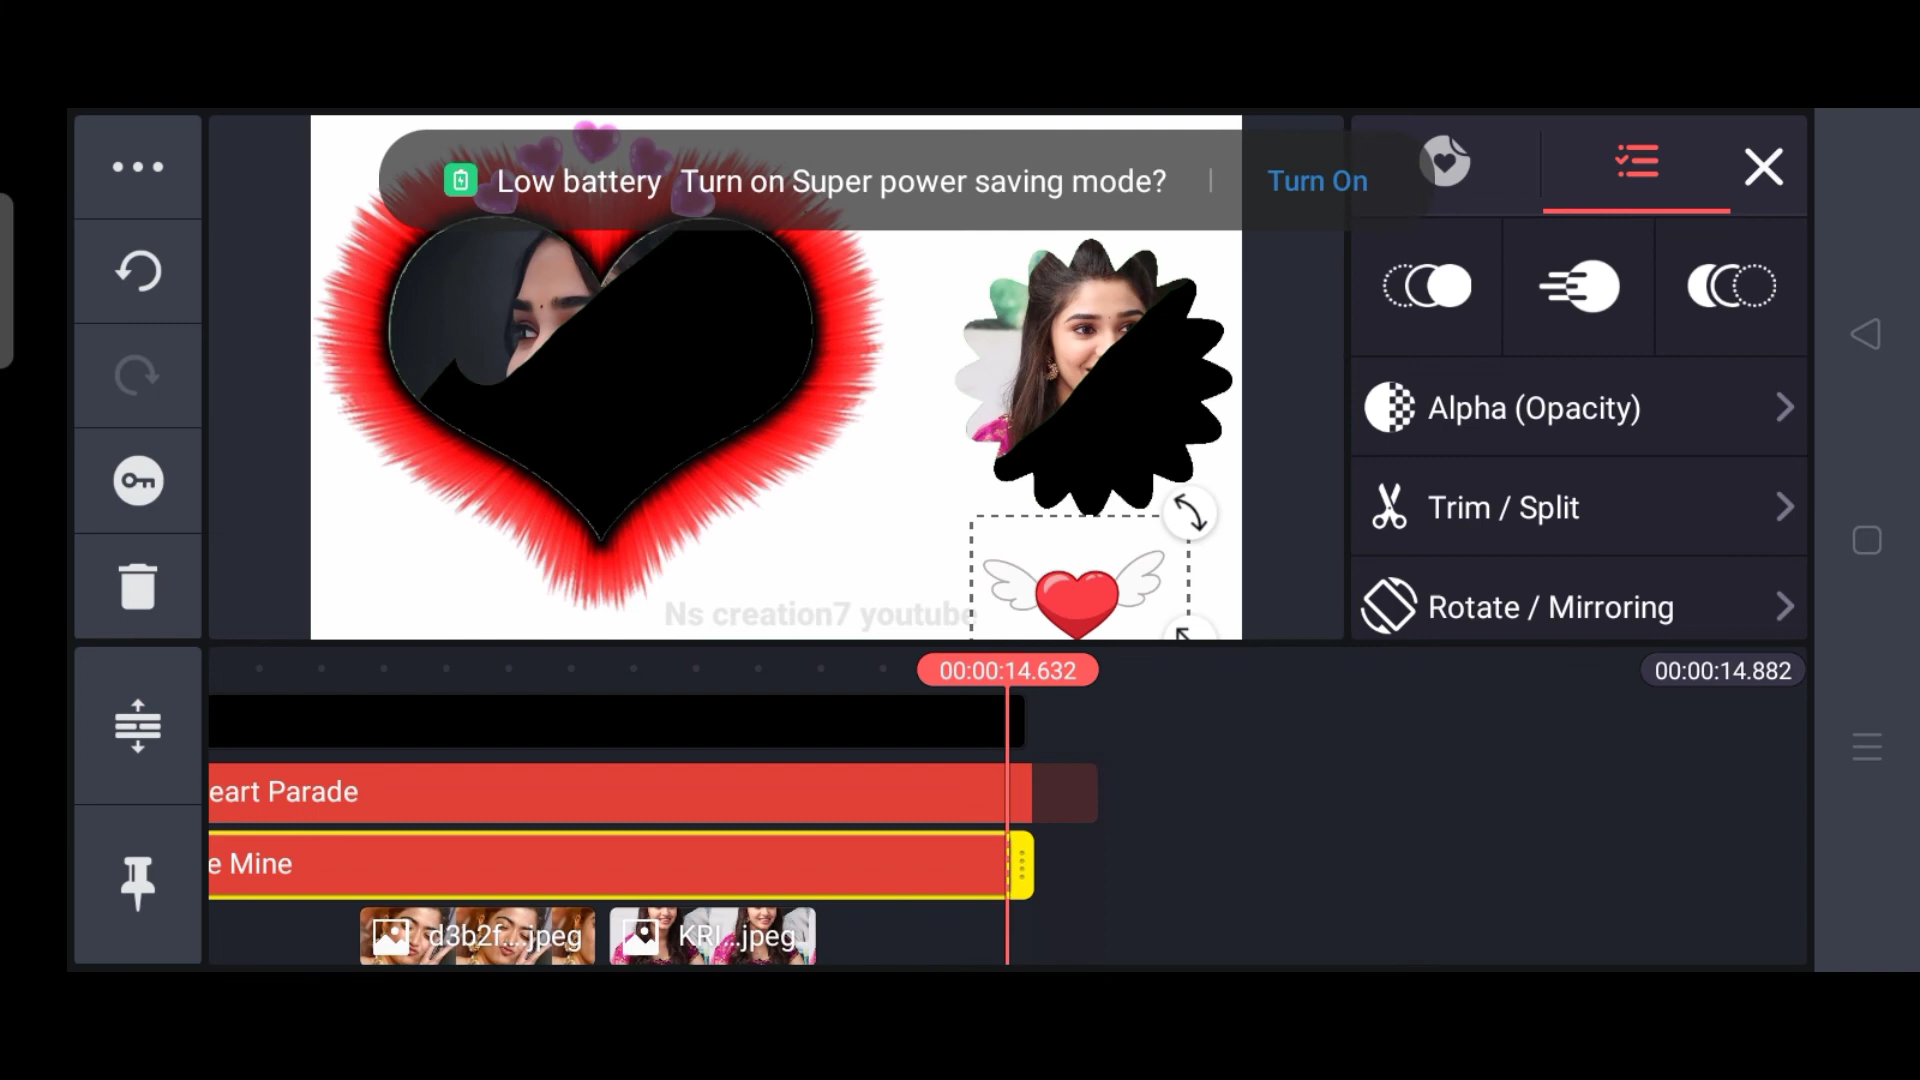 Low battery Turn on Super power saving mode? | Turn On
Alpha (Opacity)
Trim / Split
Rotate / Mirroring
Ns creation7 youtube
00:00:14.632
00:00:14.882
eart Parade
e Mine
d3b2f...jpeg
KRI...jpeg